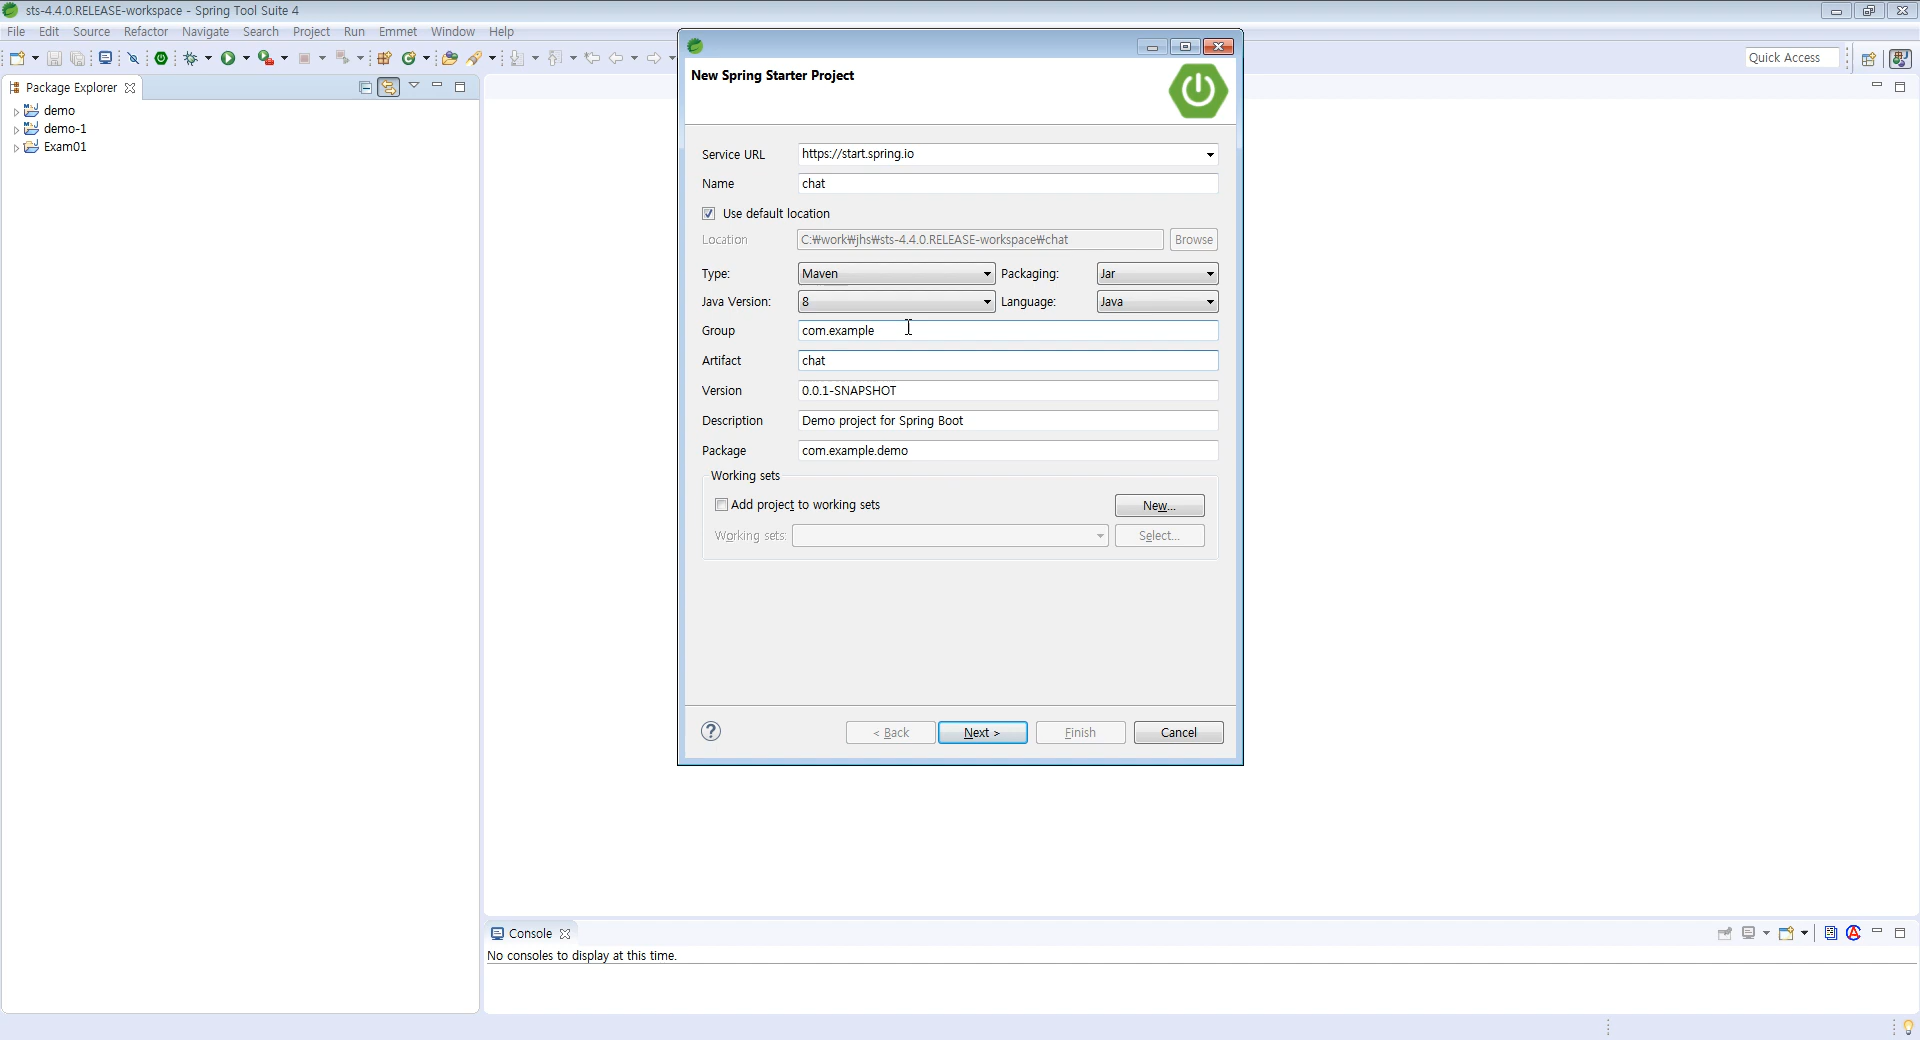 sts-4.4.0.RELEASE-workspace - Spring Tool Suite 4
File Edit Source Refactor Navigate Search Project Run Emmet Window Help
Quick Access
Package Explorer
demo
demo-1
Exam01
New Spring Starter Project
Service URL https://start.spring.io
Name chat
Use default location
Location C:₩work₩jhs₩sts-4.4.0.RELEASE-workspace₩chat Browse
Type: Maven Packaging: Jar
Java Version: 8 Language: Java
Group com.example
Artifact chat
Version 0.0.1-SNAPSHOT
Description Demo project for Spring Boot
Package com.example.demo
Working sets
Add project to working sets New...
Working sets: Select...
< Back Next > Finish Cancel
Console
No consoles to display at this time.